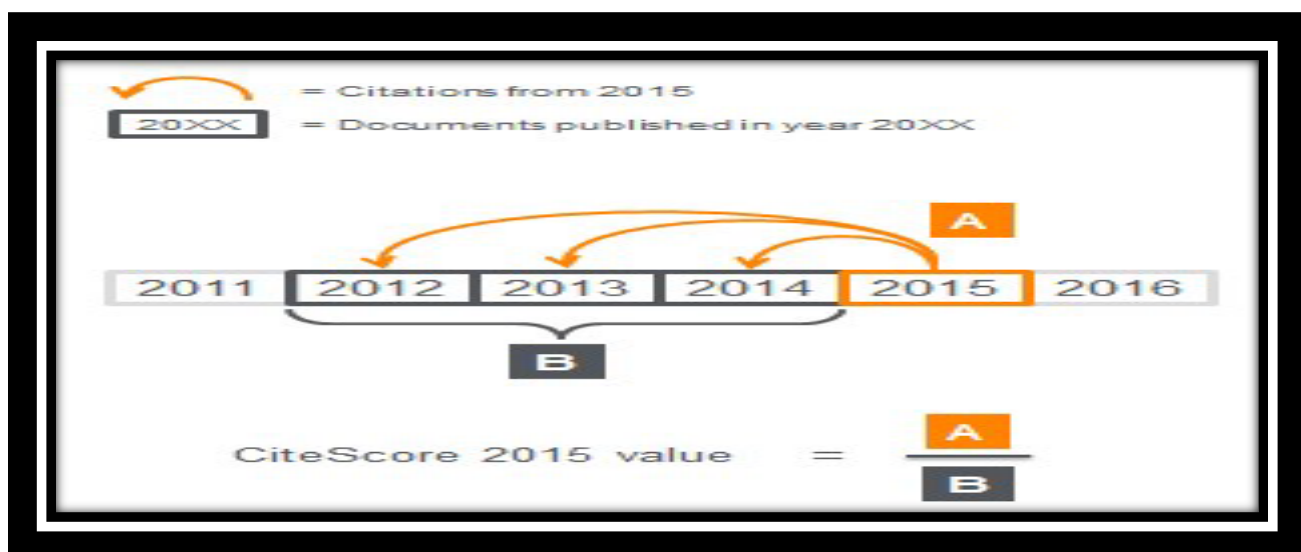 = Citations from 2015
20XX = Documents published in year 20XX
A
2011 2012 2013 2014 2015 2016
B
CiteScore 2015 value = A
B